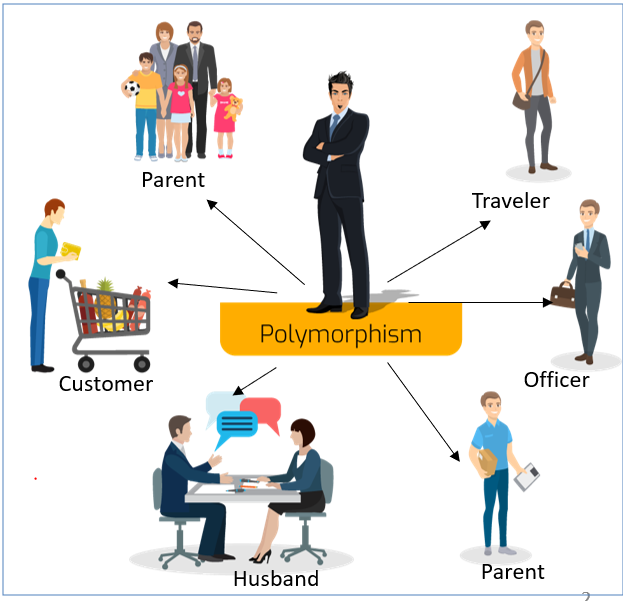 Parent
Traveler
Polymorphism
Customer
Officer
Husband
Parent
2